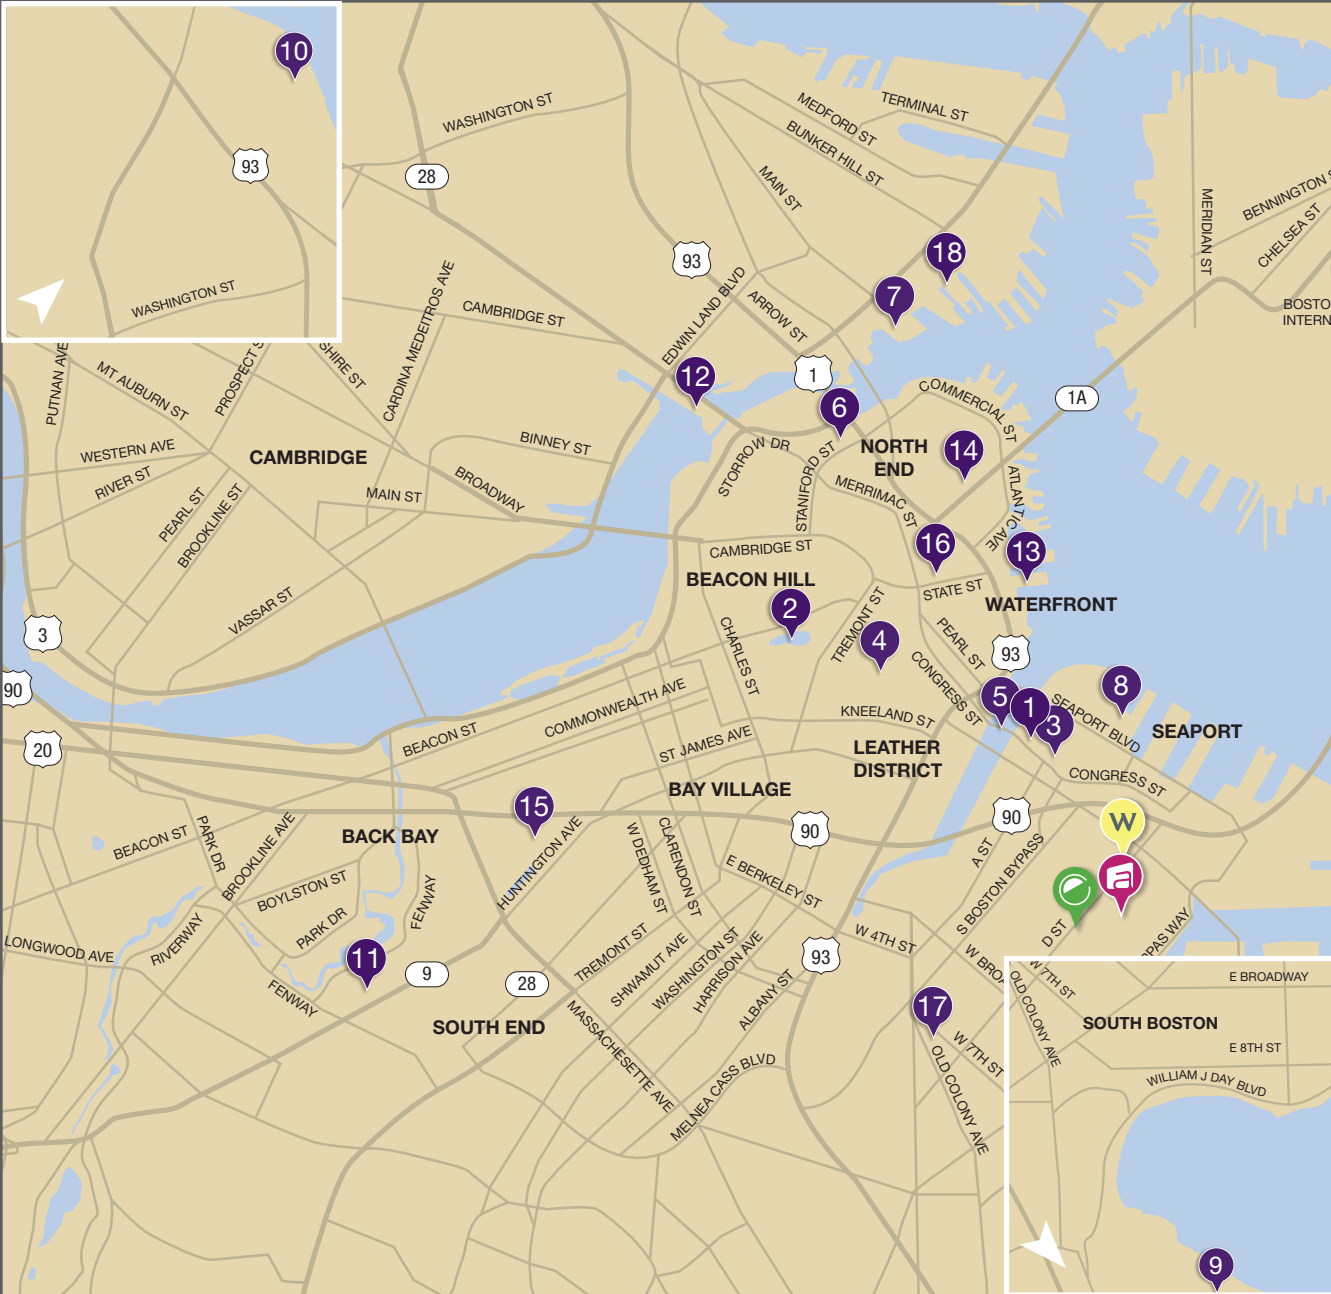 10
93
WASHINGTON ST
WASHINGTON ST
28
TERMINAL ST
MEDFORD ST
BUNKER HILL ST
MAIN ST
MERIDIAN ST
BENNINGTON S
CHELSEA ST
BOSTO
INTERN
93
18
7
CARDINA MEDEITROS AVE
CAMBRIDGE ST
EDWIN LAND BLVD
ARROW ST
1
1A
12
6
COMMERCIAL ST
PUTNAN AVE
MT AUBURN ST
PROSPECT S
SHIRE ST
WESTERN AVE
RIVER ST
CAMBRIDGE
BINNEY ST
STORROW DR
STANIFORD ST
NORTH
END
14
PEARL ST
BROOKLINE ST
MAIN ST
BROADWAY
MERRIMAC ST
ATLANTIC AVE
16
13
CAMBRIDGE ST
BEACON HILL
STATE ST
WATERFRONT
VASSAR ST
2
3
TREMONT ST
4
PEARL ST
93
CHARLES ST
CONGRESS ST
90
5
1
3
8
SEAPORT BLVD
SEAPORT
COMMONWEALTH AVE
BEACON ST
ST JAMES AVE
KNEELAND ST
LEATHER
DISTRICT
20
BAY VILLAGE
CONGRESS ST
15
90
90
W
BEACON ST
PARK DR
BROOKLINE AVE
BACK BAY
HUNTINGTON AVE
W DEDHAM ST
CLARENDON ST
E BERKELEY ST
A ST
S BOSTON BYPASS
a
BOYLSTON ST
PARK DR
FENWAY
D ST
PPAS WAY
LONGWOOD AVE
RIVERWAY
11
9
28
FENWAY
TREMONT ST
SHWAMUT AVE
WASHINGTON ST
HARRISON AVE
ALBANY ST
93
W 4TH ST
W BROA
SOUTH END
MASSACHESETTE AVE
MELNEA CASS BLVD
17
W 7TH ST
OLD COLONY AVE
W 7TH ST
OLD COLONY AVE
E BROADWAY
SOUTH BOSTON
E 8TH ST
WILLIAM J DAY BLVD
9